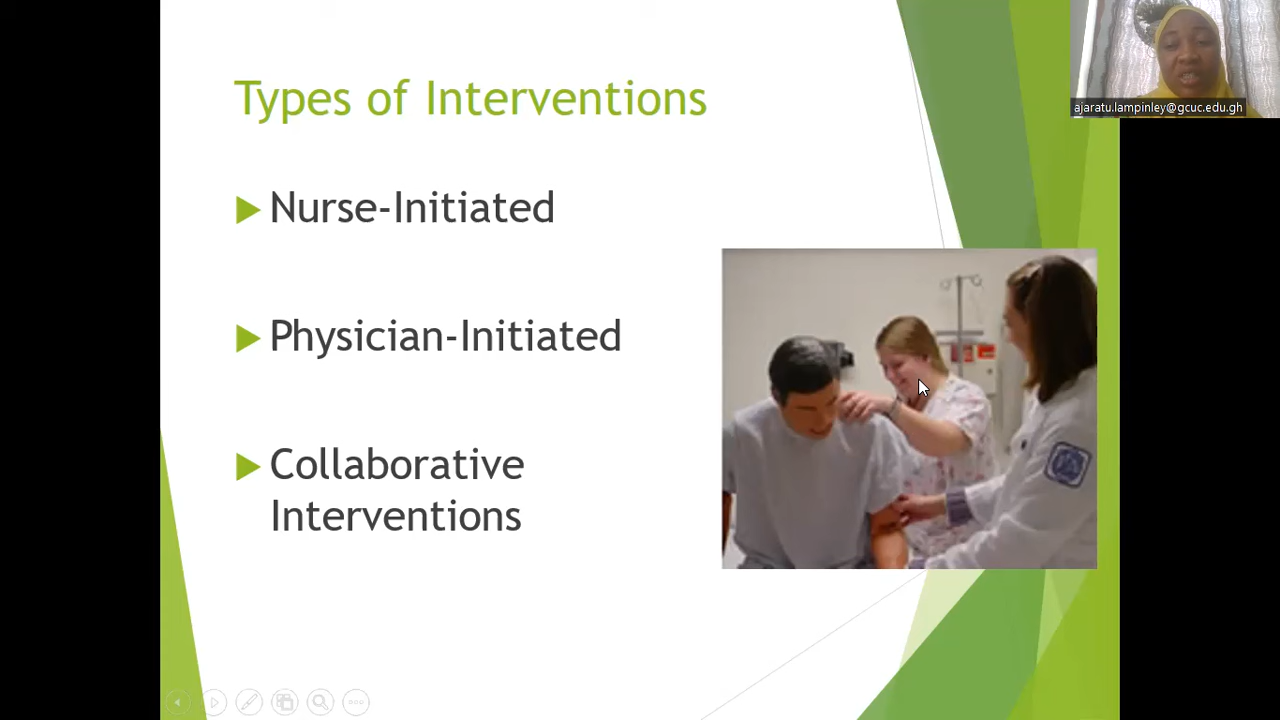 Types of Interventions
ajaratu.lampinley@gcuc.edu.gh
Nurse-Initiated
Physician-Initiated
Collaborative
Interventions